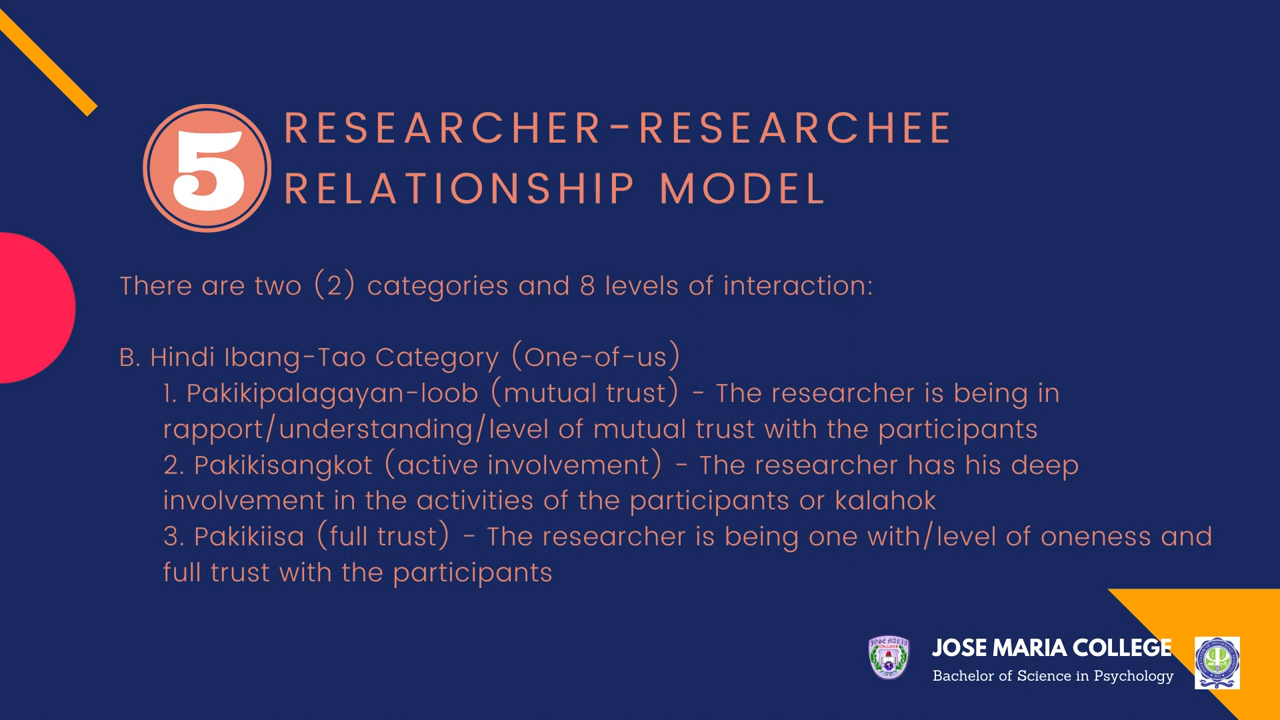 5
RESEARCHER-RESEARCHEE
RELATIONSHIP MODEL
There are two (2) categories and 8 levels of interaction:
B. Hindi Ibang-Tao Category (One-of-us)
1. Pakikipalagayan-loob (mutual trust) - The researcher is being in
rapport/understanding/level of mutual trust with the participants
2. Pakikisangkot (active involvement) - The researcher has his deep
involvement in the activities of the participants or kalahok
3. Pakikiisa (full trust) - The researcher is being one with/level of oneness and
full trust with the participants
JOSE MARIA
COLLEGE
JOSE MARIA COLLEGE
Bachelor of Science in Psychology